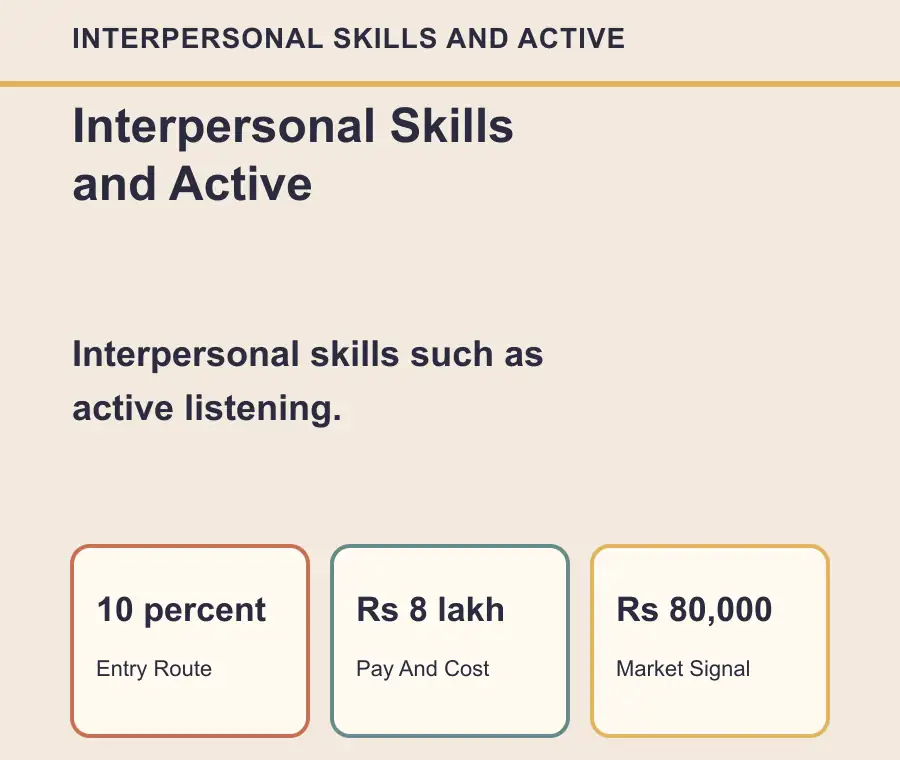 INTERPERSONAL SKILLS AND ACTIVE
Interpersonal Skills
and Active
Interpersonal skills such as
active listening.
10 percent
Entry Route
Rs 8 lakh
Pay And Cost
Rs 80,000
Market Signal